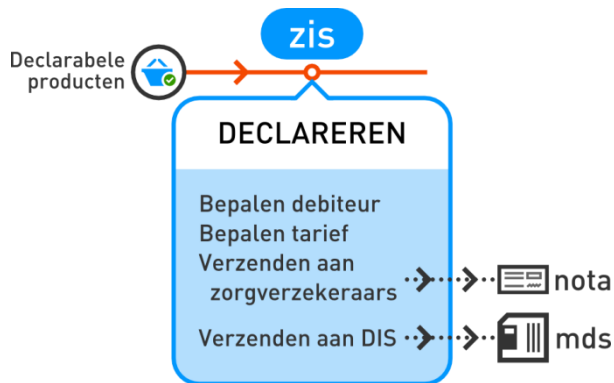 zis
Declarabele
producten
DECLAREREN
Bepalen debiteur
Bepalen tarief
Verzenden aan
zorgverzekeraars
nota
Verzenden aan DIS
mds